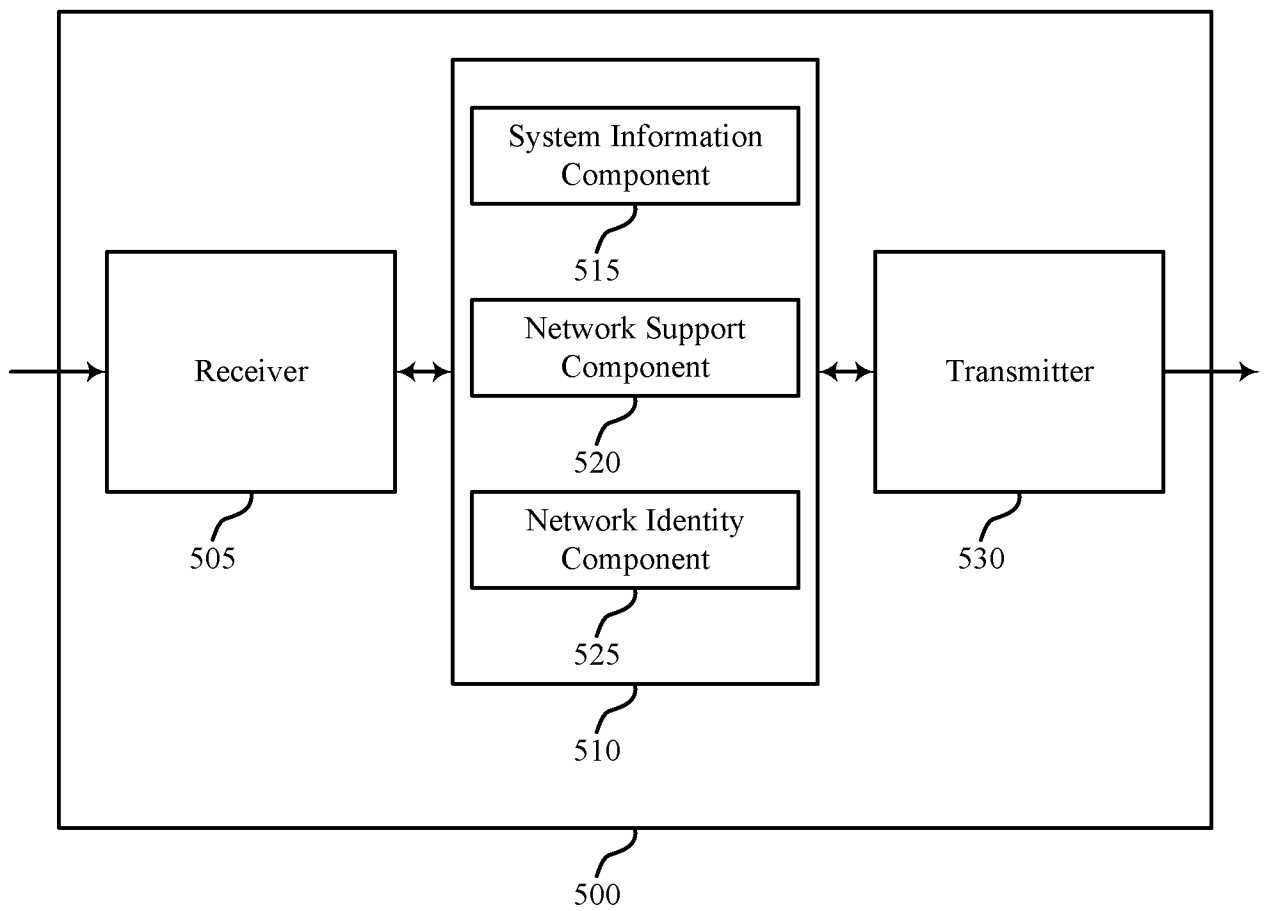 System Information
Component
515
Receiver
505
Network Support
Component
520
Network Identity
Component
525
510
Transmitter
530
500